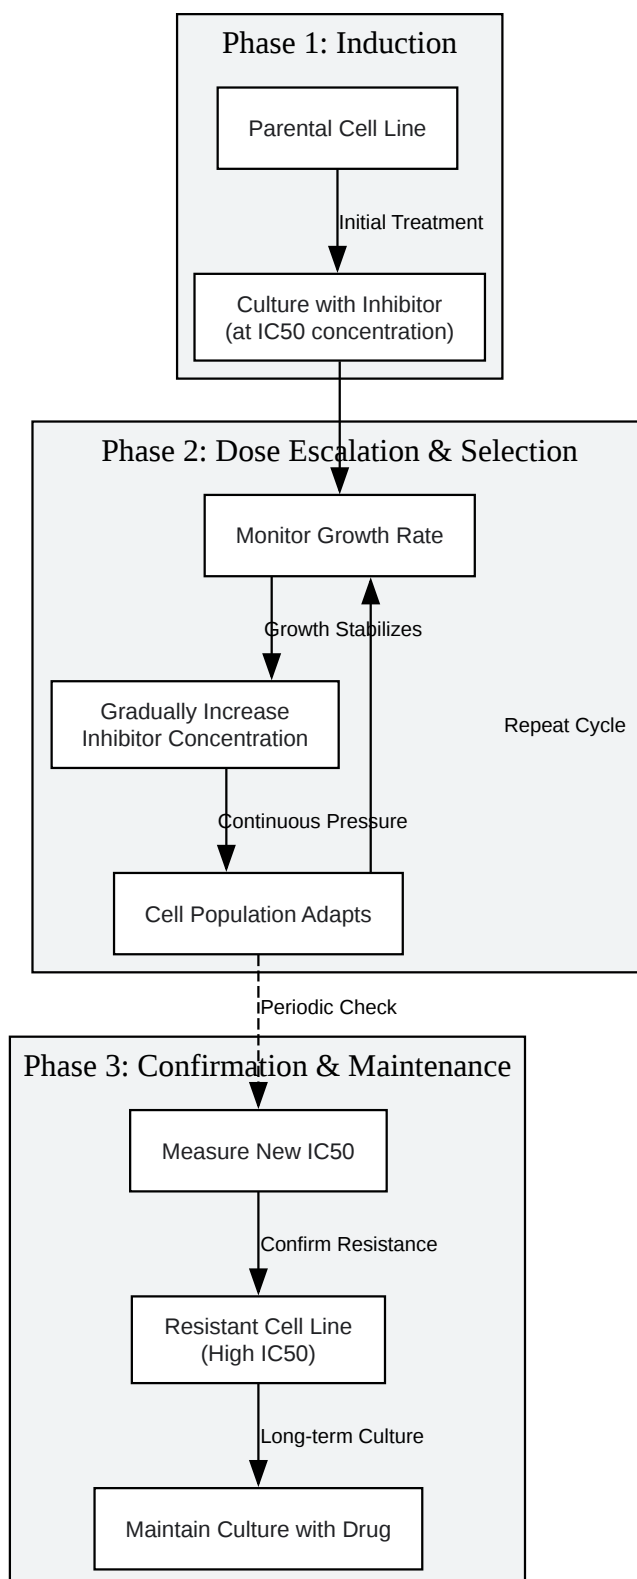 Phase 1: Induction
Parental Cell Line
Initial Treatment
Culture with Inhibitor
(at IC50 concentration)
Phase 2: Dose Escalation & Selection
Monitor Growth Rate
Growth Stabilizes
Gradually Increase
Inhibitor Concentration
Repeat Cycle
Continuous Pressure
Cell Population Adapts
Periodic Check
Phase 3: Confirmation & Maintenance
Measure New IC50
Confirm Resistance
Resistant Cell Line
(High IC50)
Long-term Culture
Maintain Culture with Drug